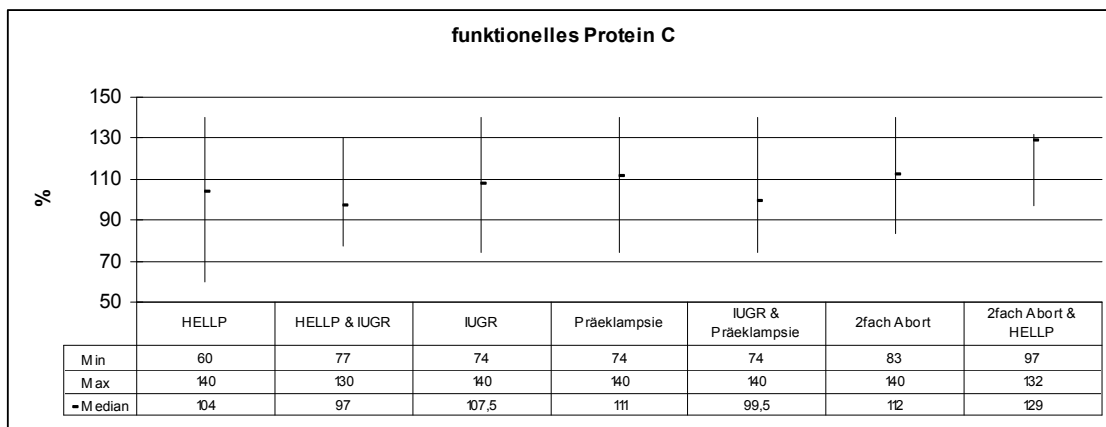 funktionelles Protein C
150
130
110
90
70
50
%
HELLP HELLP & IUGR IUGR Präeklampsie IUGR & Präeklampsie 2fach Abort 2fach Abort & HELLP
Min 60 77 74 74 74 83 97
Max 140 130 140 140 140 140 132
Median 104 97 107,5 111 99,5 112 129